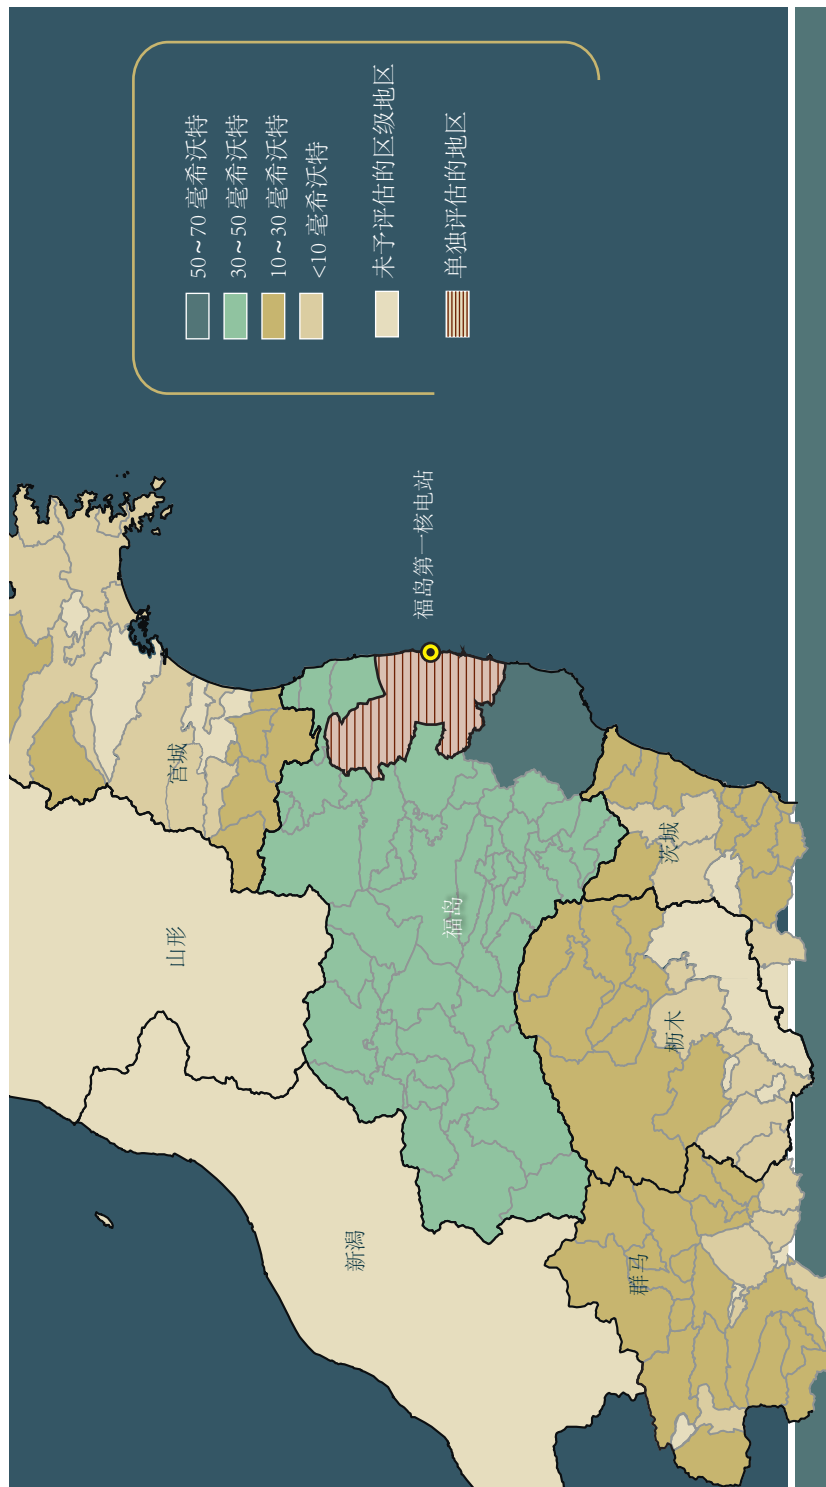 50~70 毫希沃特
30~50 毫希沃特
10~30 毫希沃特
<10 毫希沃特
未予评估的区级地区
单独评估的地区
福岛第一核电站
宫城
山形
福岛
茨城
枥木
新潟
群马